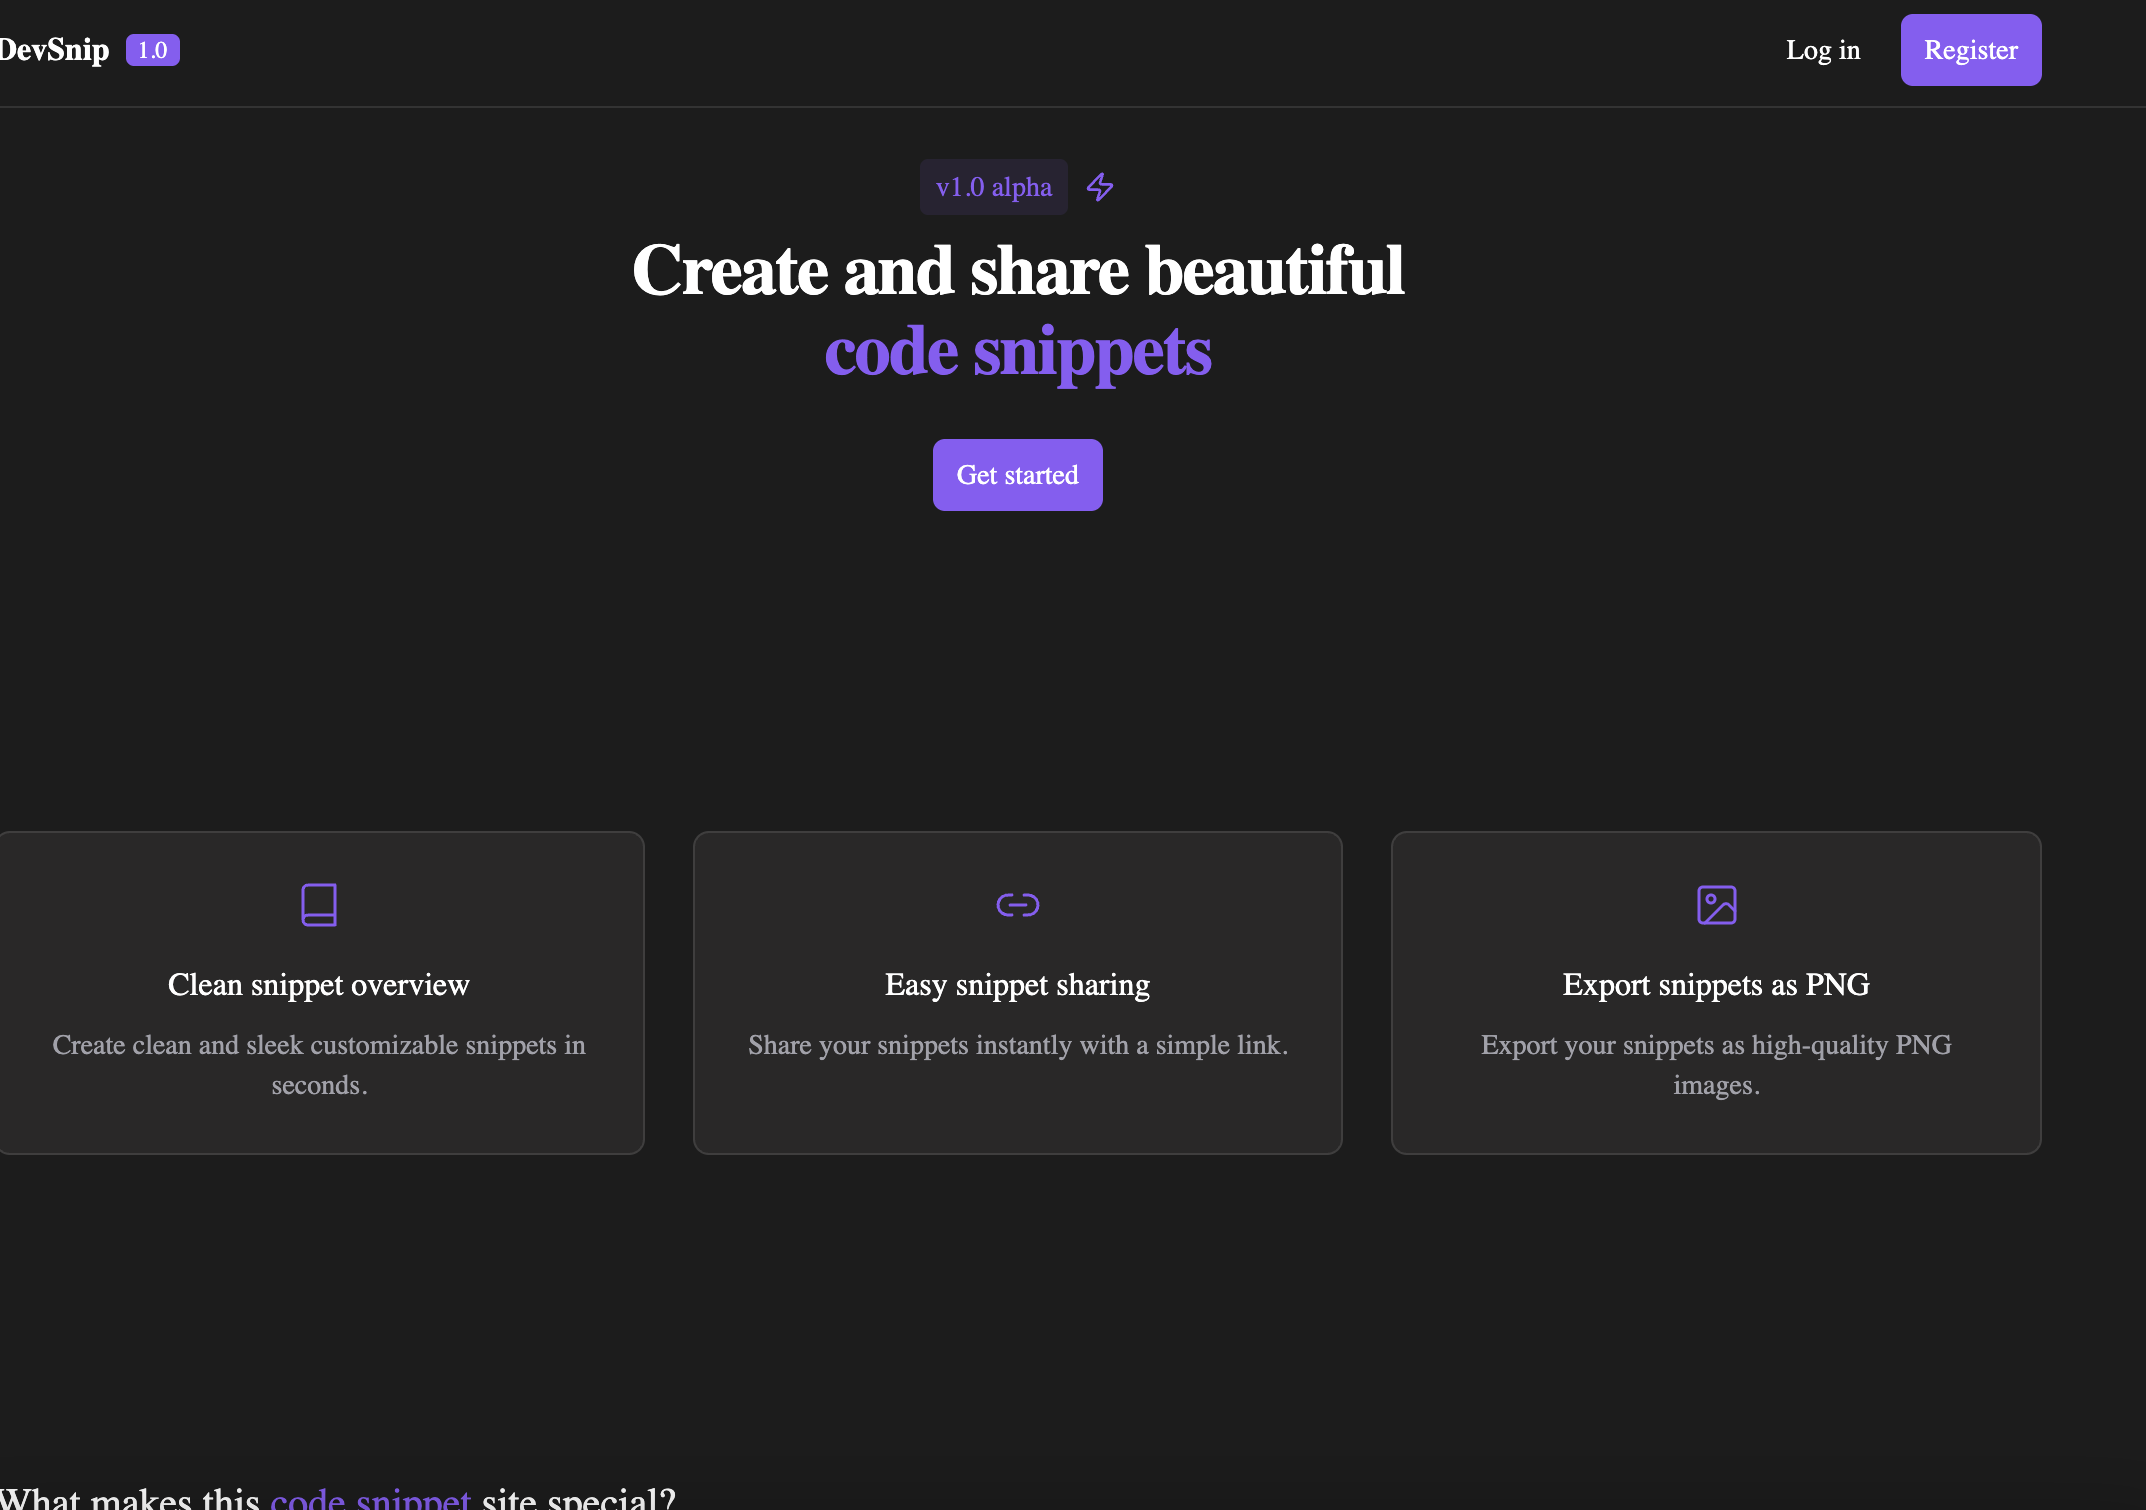 DevSnip 1.0
Log in
Register
v1.0 alpha
Create and share beautiful
code snippets
Get started
Clean snippet overview
Create clean and sleek customizable snippets in
seconds.
Easy snippet sharing
Share your snippets instantly with a simple link.
Export snippets as PNG
Export your snippets as high-quality PNG
images.
What makes this code snippet site special?